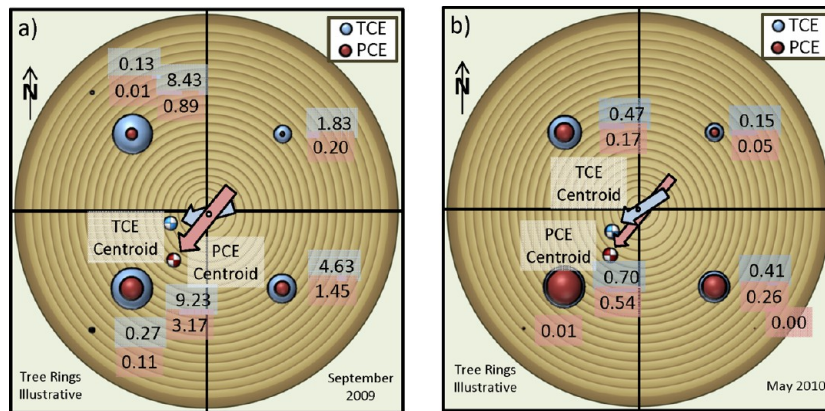 a)
TCE
PCE
N
0.13
8.43
0.01
0.89
1.83
0.20
TCE
Centroid
PCE
Centroid
4.63
1.45
9.23
3.17
0.27
0.11
Tree Rings
Illustrative
September
2009
b)
TCE
PCE
N
0.47
0.17
0.15
0.05
TCE
Centroid
PCE
Centroid
0.70
0.54
0.41
0.26
0.01
0.00
Tree Rings
Illustrative
May 2010